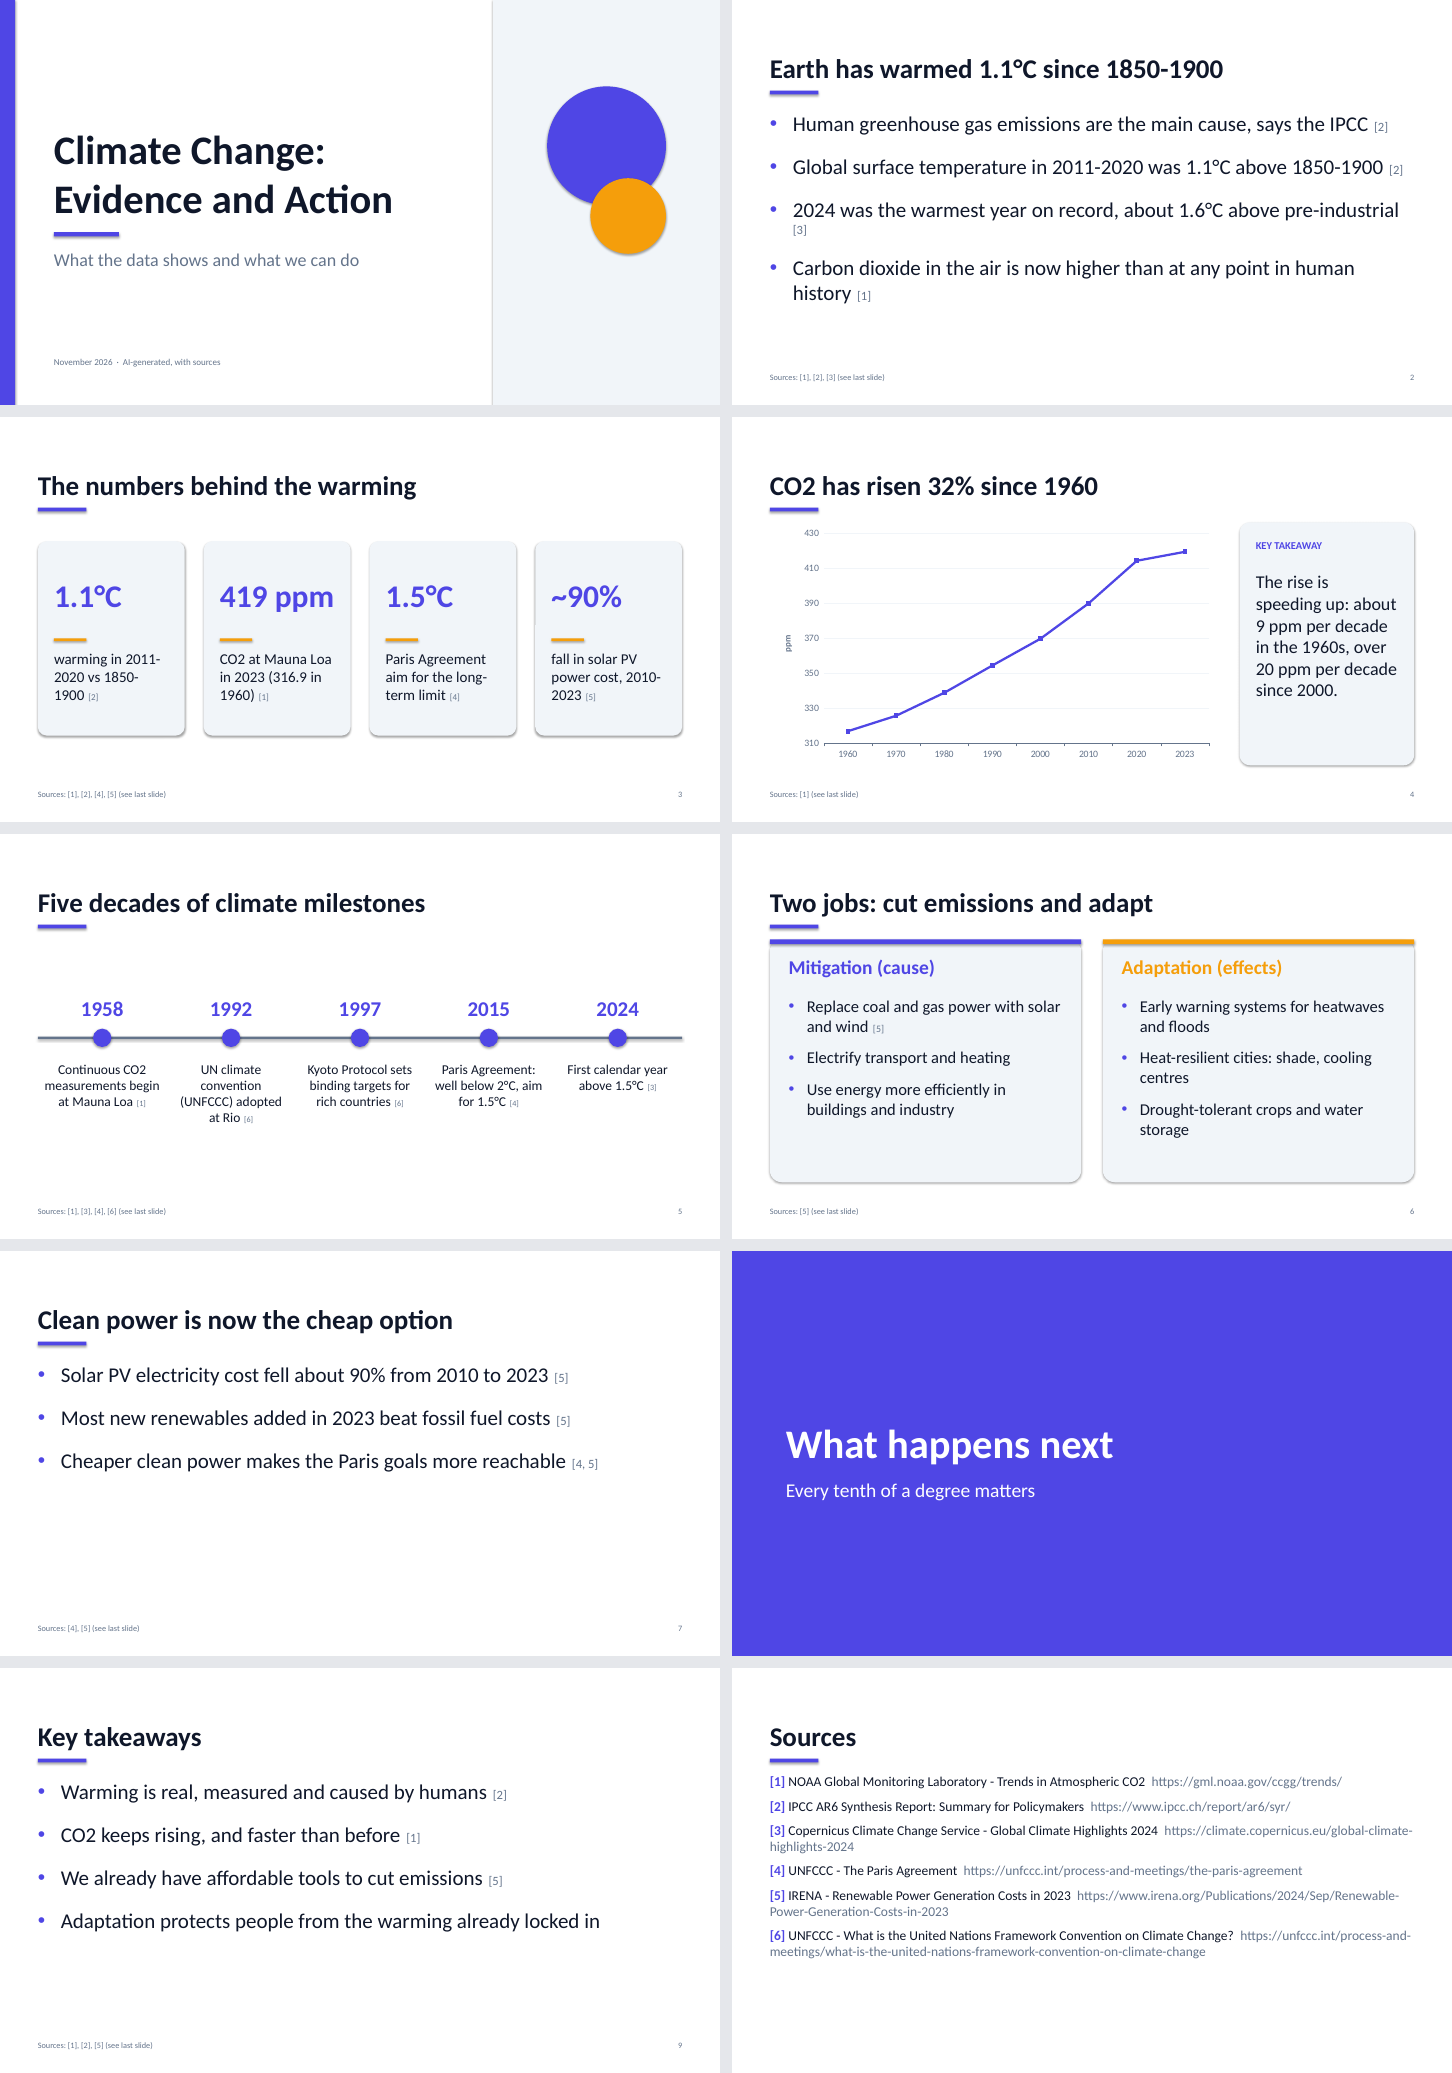 Climate Change:
Evidence and Action
What the data shows and what we can do
November 2026 · AI-generated, with sources
Earth has warmed 1.1°C since 1850-1900
• Human greenhouse gas emissions are the main cause, says the IPCC [2]
• Global surface temperature in 2011-2020 was 1.1°C above 1850-1900 [2]
• 2024 was the warmest year on record, about 1.6°C above pre-industrial
[3]
• Carbon dioxide in the air is now higher than at any point in human
history [1]
Sources: [1], [2], [3] (see last slide)
2
The numbers behind the warming
1.1°C
warming in 2011-
2020 vs 1850-
1900 [2]
419 ppm
CO2 at Mauna Loa
in 2023 (316.9 in
1960) [1]
1.5°C
Paris Agreement
aim for the long-
term limit [4]
~90%
fall in solar PV
power cost, 2010-
2023 [5]
Sources: [1], [2], [4], [5] (see last slide)
3
CO2 has risen 32% since 1960
430
410
390
370
350
330
310
ppm
1960 1970 1980 1990 2000 2010 2020 2023
KEY TAKEAWAY
The rise is
speeding up: about
9 ppm per decade
in the 1960s, over
20 ppm per decade
since 2000.
Sources: [1] (see last slide)
4
Five decades of climate milestones
1958
Continuous CO2
measurements begin
at Mauna Loa [1]
1992
UN climate
convention
(UNFCCC) adopted
at Rio [6]
1997
Kyoto Protocol sets
binding targets for
rich countries [6]
2015
Paris Agreement:
well below 2°C, aim
for 1.5°C [4]
2024
First calendar year
above 1.5°C [3]
Sources: [1], [3], [4], [6] (see last slide)
5
Two jobs: cut emissions and adapt
Mitigation (cause)
• Replace coal and gas power with solar
and wind [5]
• Electrify transport and heating
• Use energy more efficiently in
buildings and industry
Adaptation (effects)
• Early warning systems for heatwaves
and floods
• Heat-resilient cities: shade, cooling
centres
• Drought-tolerant crops and water
storage
Sources: [5] (see last slide)
6
Clean power is now the cheap option
• Solar PV electricity cost fell about 90% from 2010 to 2023 [5]
• Most new renewables added in 2023 beat fossil fuel costs [5]
• Cheaper clean power makes the Paris goals more reachable [4, 5]
Sources: [4], [5] (see last slide)
7
What happens next
Every tenth of a degree matters
Key takeaways
• Warming is real, measured and caused by humans [2]
• CO2 keeps rising, and faster than before [1]
• We already have affordable tools to cut emissions [5]
• Adaptation protects people from the warming already locked in
Sources: [1], [2], [5] (see last slide)
9
Sources
[1] NOAA Global Monitoring Laboratory - Trends in Atmospheric CO2 https://gml.noaa.gov/ccgg/trends/
[2] IPCC AR6 Synthesis Report: Summary for Policymakers https://www.ipcc.ch/report/ar6/syr/
[3] Copernicus Climate Change Service - Global Climate Highlights 2024 https://climate.copernicus.eu/global-climate-
highlights-2024
[4] UNFCCC - The Paris Agreement https://unfccc.int/process-and-meetings/the-paris-agreement
[5] IRENA - Renewable Power Generation Costs in 2023 https://www.irena.org/Publications/2024/Sep/Renewable-
Power-Generation-Costs-in-2023
[6] UNFCCC - What is the United Nations Framework Convention on Climate Change? https://unfccc.int/process-and-
meetings/what-is-the-united-nations-framework-convention-on-climate-change